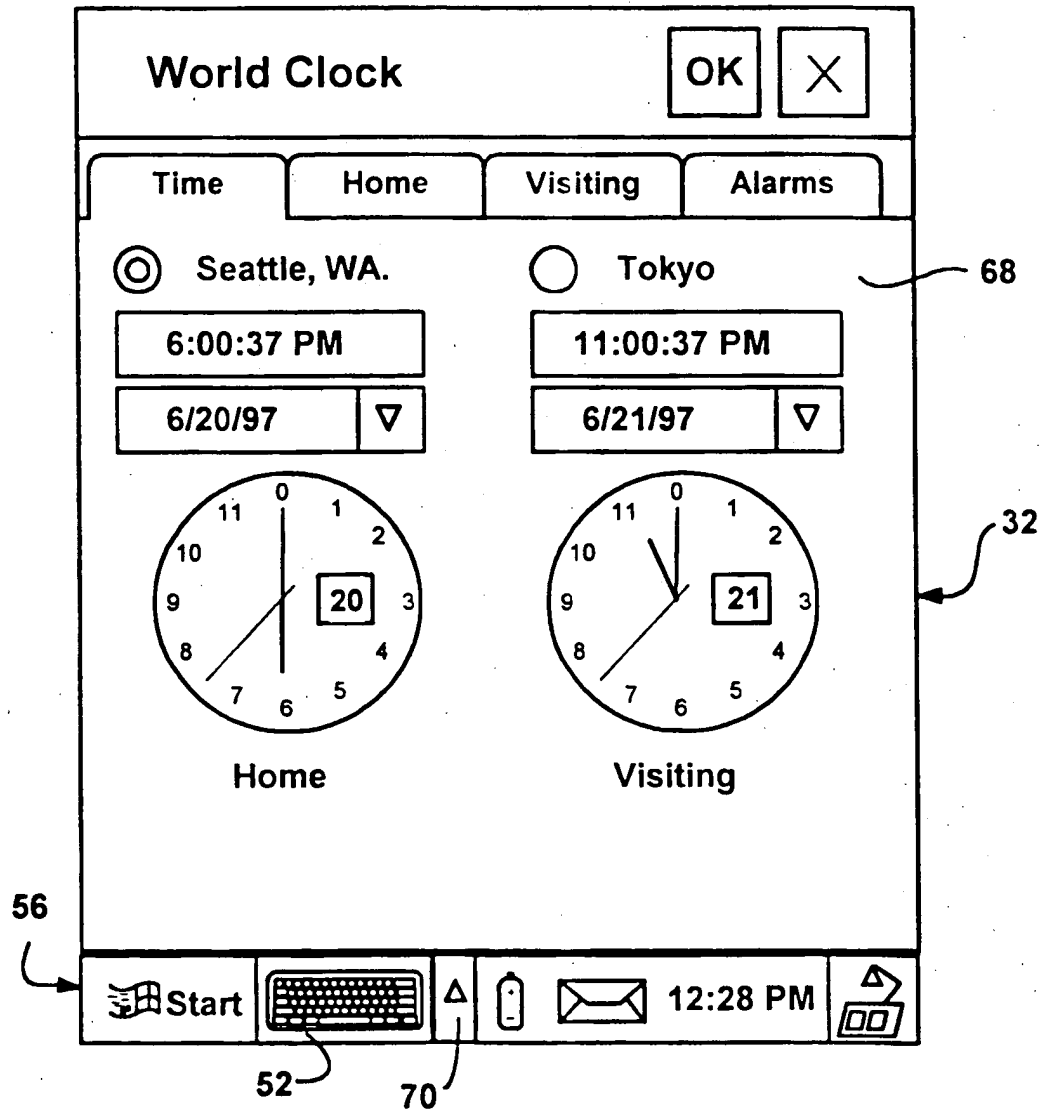 World Clock OK X
Time Home Visiting Alarms
Seattle, WA. Tokyo 68
6:00:37 PM 11:00:37 PM
6/20/97 6/21/97
0 1 2 3 4 5 6 7 8 9 10 11
20
0 1 2 3 4 5 6 7 8 9 10 11
21
32
Home Visiting
56
Start 12:28 PM
52
70